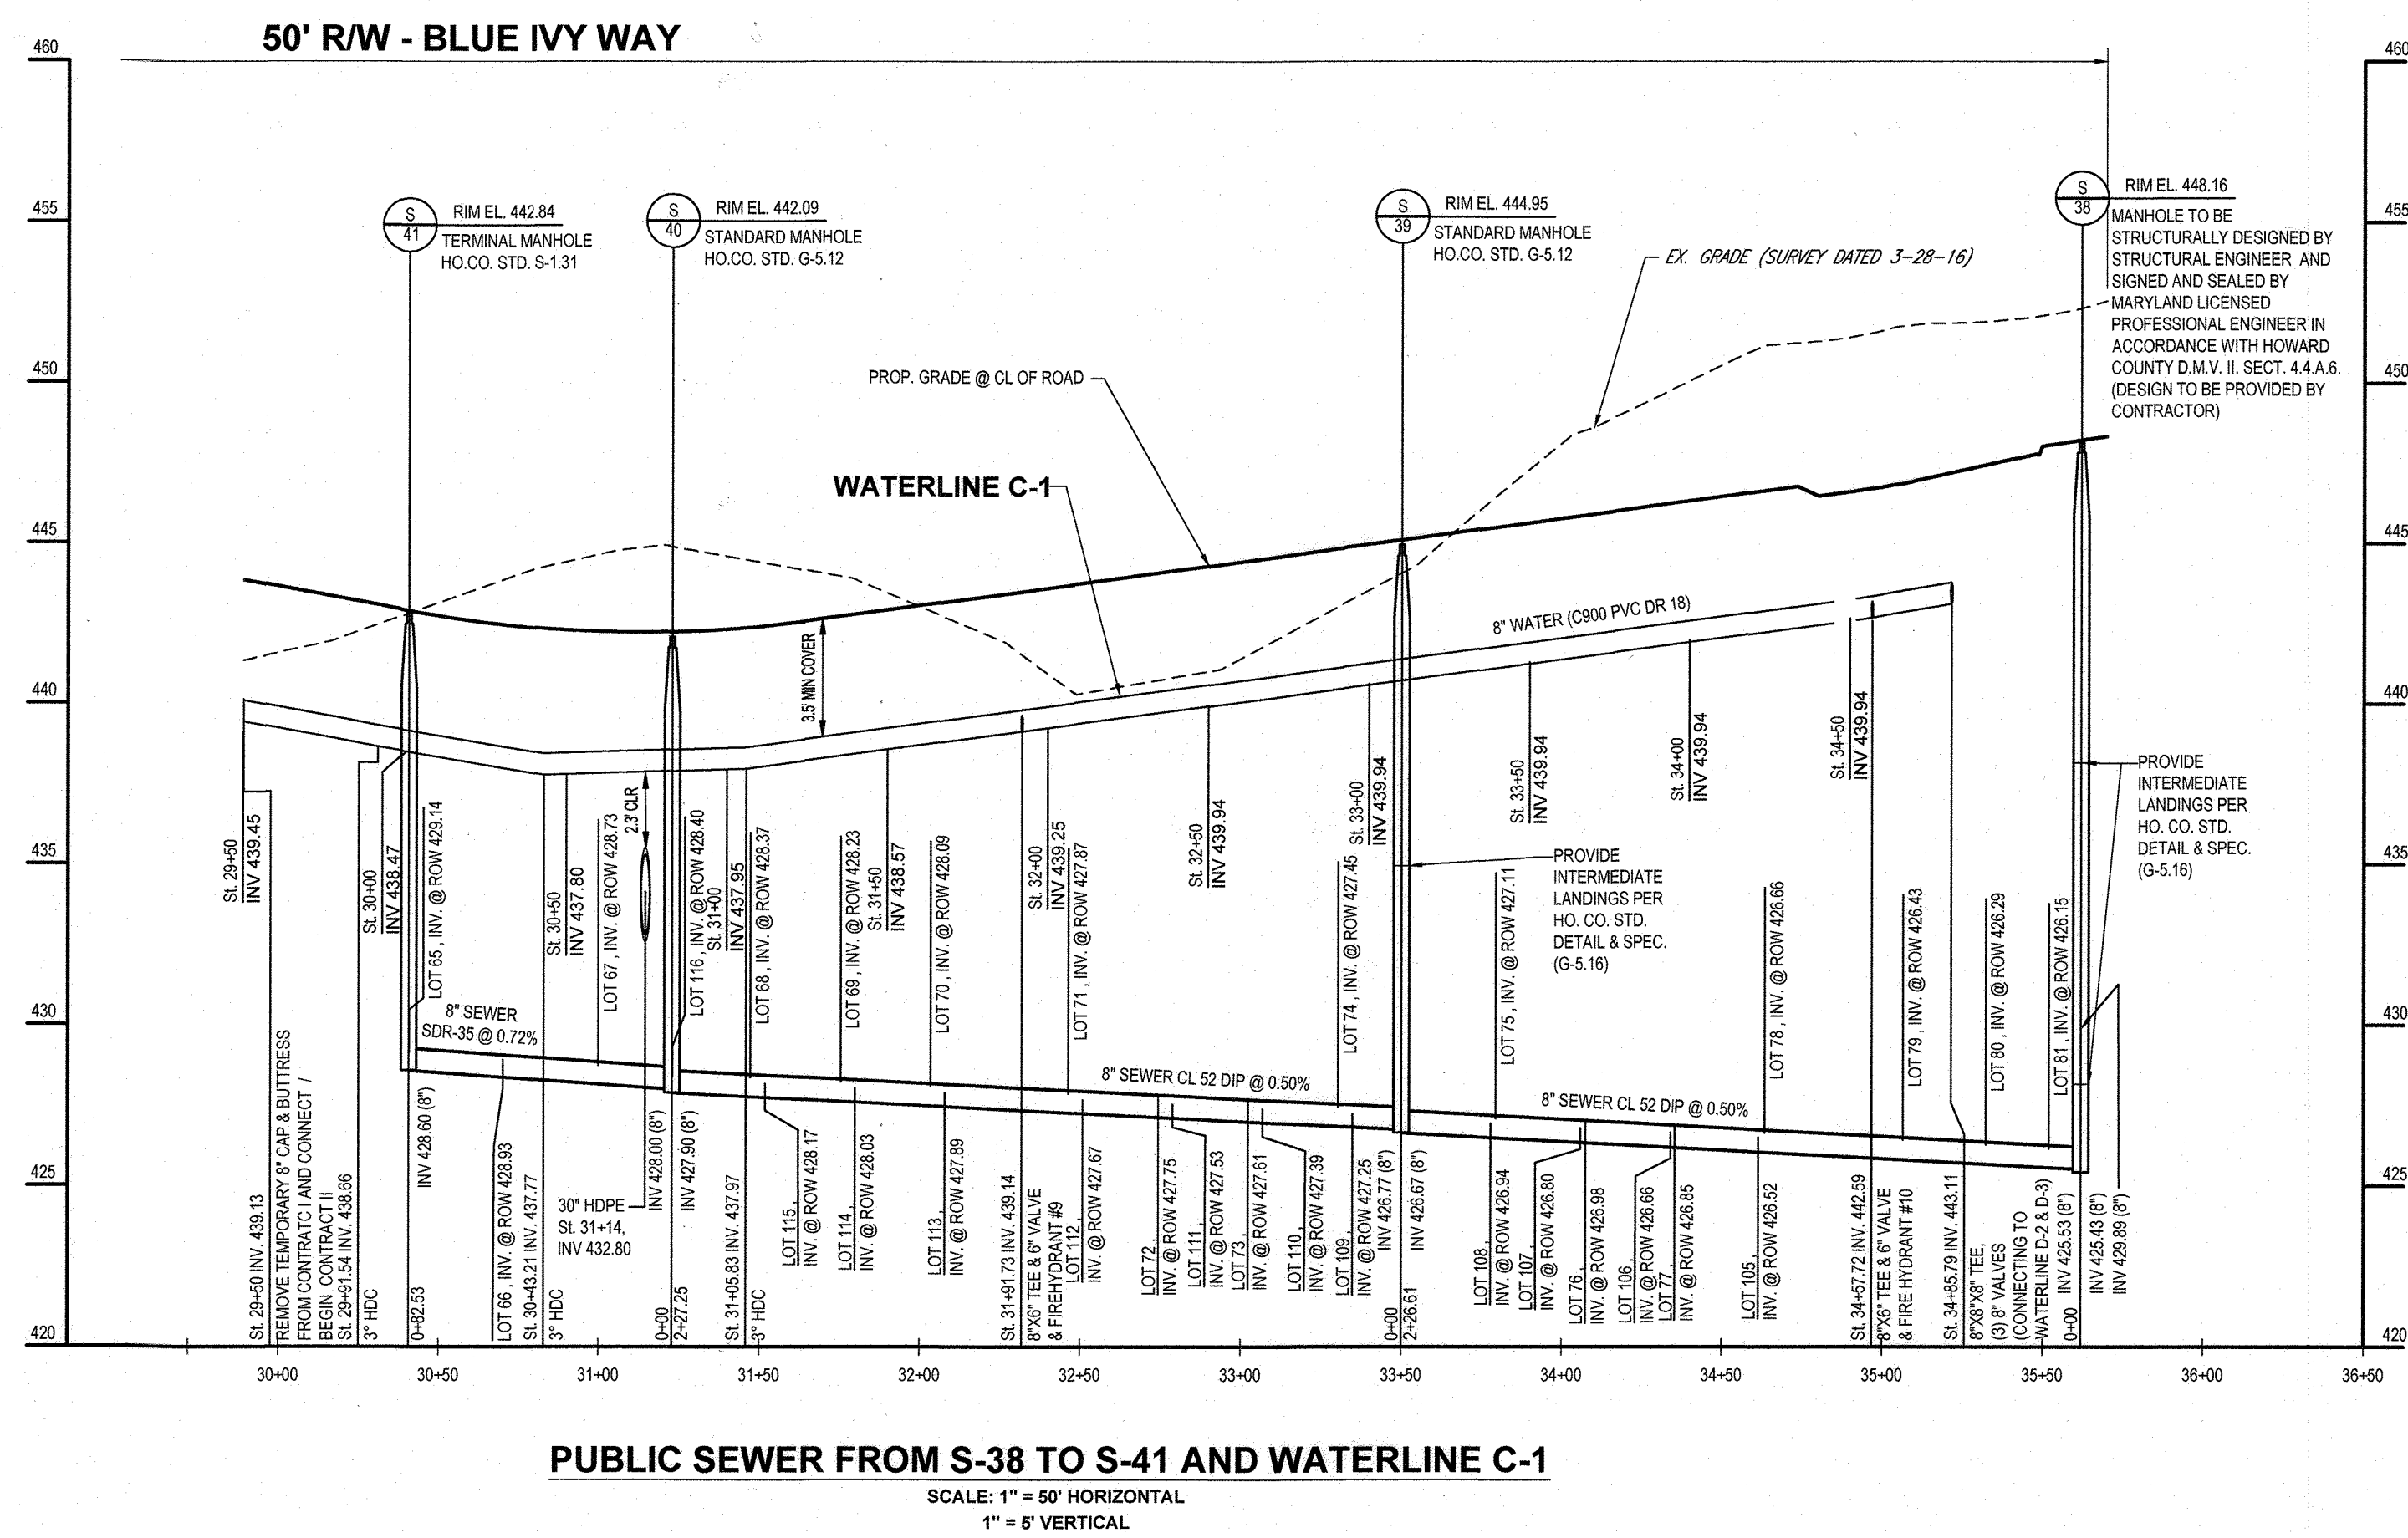 50' R/W - BLUE IVY WAY
460
460
455
455
450
450
445
445
440
440
435
435
430
430
425
425
420
420
S
41
RIM EL. 442.84
TERMINAL MANHOLE
HO.CO. STD. S-1.31
S
40
RIM EL. 442.09
STANDARD MANHOLE
HO.CO. STD. G-5.12
S
39
RIM EL. 444.95
STANDARD MANHOLE
HO.CO. STD. G-5.12
S
38
RIM EL. 448.16
MANHOLE TO BE
STRUCTURALLY DESIGNED BY
STRUCTURAL ENGINEER AND
SIGNED AND SEALED BY
MARYLAND LICENSED
PROFESSIONAL ENGINEER IN
ACCORDANCE WITH HOWARD
COUNTY D.M.V. II. SECT. 4.4.A.6.
(DESIGN TO BE PROVIDED BY
CONTRACTOR)
EX. GRADE (SURVEY DATED 3-28-16)
PROP. GRADE @ CL OF ROAD
WATERLINE C-1
3.5' MIN COVER
8" WATER (C900 PVC DR 18)
St. 29+50
INV 439.45
St. 30+00
INV 438.47
LOT 65 , INV. @ ROW 429.14
St. 30+50
INV 437.80
LOT 67 , INV. @ ROW 428.73
2.3' CLR
LOT 116 , INV. @ ROW 428.40
St. 31+00
INV 437.95
LOT 68 , INV. @ ROW 428.37
LOT 69 , INV. @ ROW 428.23
St. 31+50
INV 438.57
LOT 70 , INV. @ ROW 428.09
St. 32+00
INV 439.25
LOT 71 , INV. @ ROW 427.87
St. 32+50
INV 439.94
LOT 74 , INV. @ ROW 427.45
St. 33+00
INV 439.94
LOT 75 , INV. @ ROW 427.11
St. 33+50
INV 439.94
St. 34+00
INV 439.94
LOT 78 , INV. @ ROW 426.66
St. 34+50
INV 439.94
LOT 79 , INV. @ ROW 426.43
LOT 80 , INV. @ ROW 426.29
LOT 81 , INV. @ ROW 426.15
PROVIDE
INTERMEDIATE
LANDINGS PER
HO. CO. STD.
DETAIL & SPEC.
(G-5.16)
PROVIDE
INTERMEDIATE
LANDINGS PER
HO. CO. STD.
DETAIL & SPEC.
(G-5.16)
8" SEWER
SDR-35 @ 0.72%
8" SEWER CL 52 DIP @ 0.50%
8" SEWER CL 52 DIP @ 0.50%
St. 29+50 INV. 439.13
REMOVE TEMPORARY 8" CAP & BUTTRESS
FROM CONTRATC I AND CONNECT /
BEGIN CONTRACT II
St. 29+91.54 INV. 438.66
3° HDC
0+82.53
INV 428.60 (8")
LOT 66 , INV. @ ROW 428.93
St. 30+43.21 INV. 437.77
3° HDC
30" HDPE
St. 31+14,
INV 432.80
INV 428.00 (8")
0+00
2+27.25
INV 427.90 (8")
St. 31+05.83 INV. 437.97
3° HDC
LOT 115 ,
INV. @ ROW 428.17
LOT 114 ,
INV. @ ROW 428.03
LOT 113 ,
INV. @ ROW 427.89
St. 31+91.73 INV. 439.14
8"X6" TEE & 6" VALVE
& FIREHYDRANT #9
LOT 112 ,
INV. @ ROW 427.67
LOT 72 ,
INV. @ ROW 427.75
LOT 111 ,
INV. @ ROW 427.53
LOT 73 ,
INV. @ ROW 427.61
LOT 110 ,
INV. @ ROW 427.39
LOT 109 ,
INV. @ ROW 427.25
INV 426.77 (8")
0+00
2+26.61
INV 426.67 (8")
LOT 108 ,
INV. @ ROW 426.94
LOT 107 ,
INV. @ ROW 426.80
LOT 76 ,
INV. @ ROW 426.98
LOT 106 ,
INV. @ ROW 426.66
LOT 77 ,
INV. @ ROW 426.85
LOT 105 ,
INV. @ ROW 426.52
St. 34+57.72 INV. 442.59
8"X6" TEE & 6" VALVE
& FIRE HYDRANT #10
St. 34+85.79 INV. 443.11
8"X8"X8" TEE,
(3) 8" VALVES
(CONNECTING TO
WATERLINE D-2 & D-3)
0+00
INV 425.53 (8")
INV 425.43 (8")
INV 429.89 (8")
30+00
30+50
31+00
31+50
32+00
32+50
33+00
33+50
34+00
34+50
35+00
35+50
36+00
36+50
PUBLIC SEWER FROM S-38 TO S-41 AND WATERLINE C-1
SCALE: 1" = 50' HORIZONTAL
1" = 5' VERTICAL